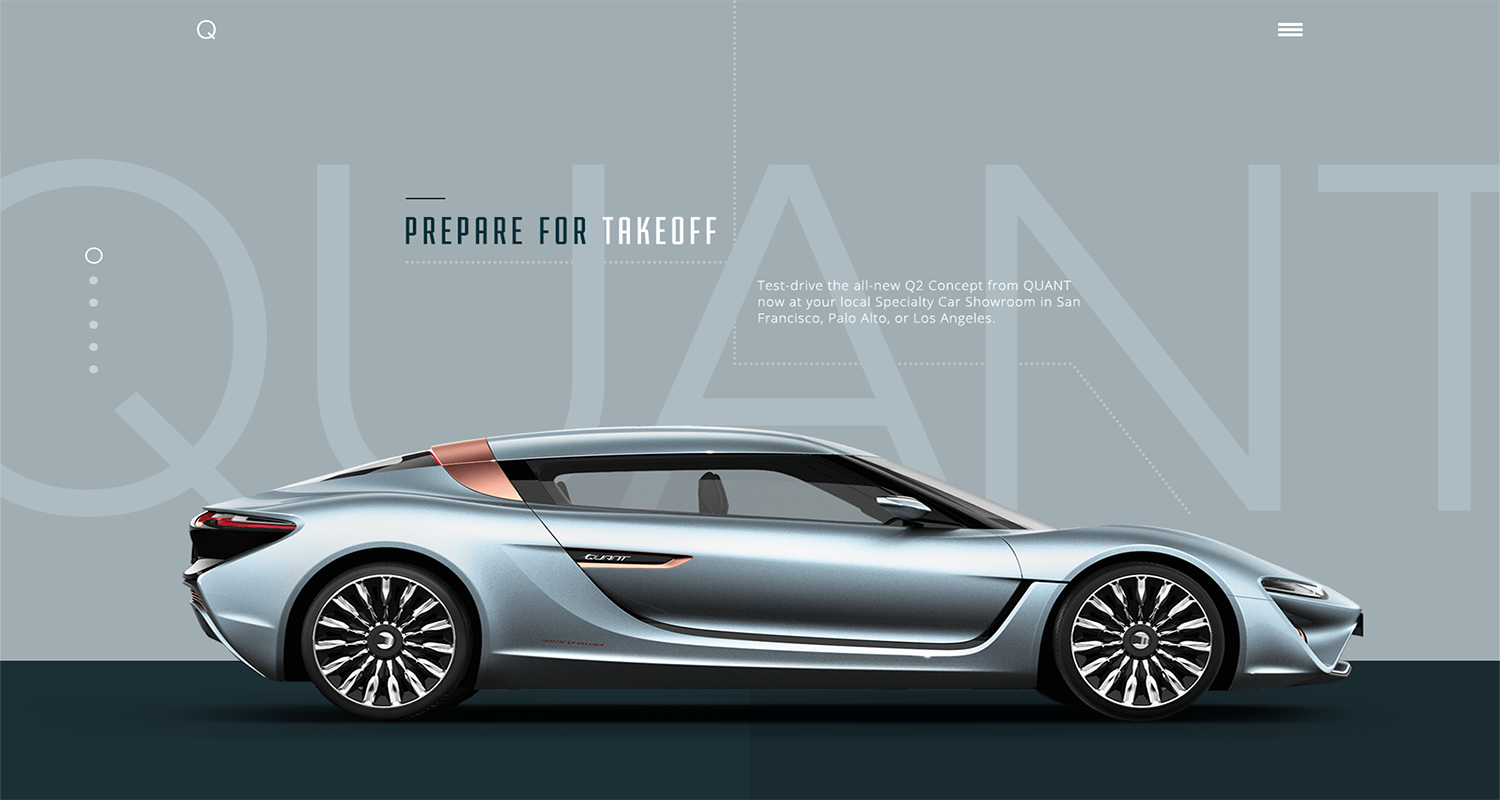 Q
QUANT
PREPARE FOR TAKEOFF
Test-drive the all-new Q2 Concept from QUANT
now at your local Specialty Car Showroom in San
Francisco, Palo Alto, or Los Angeles.
QUANT